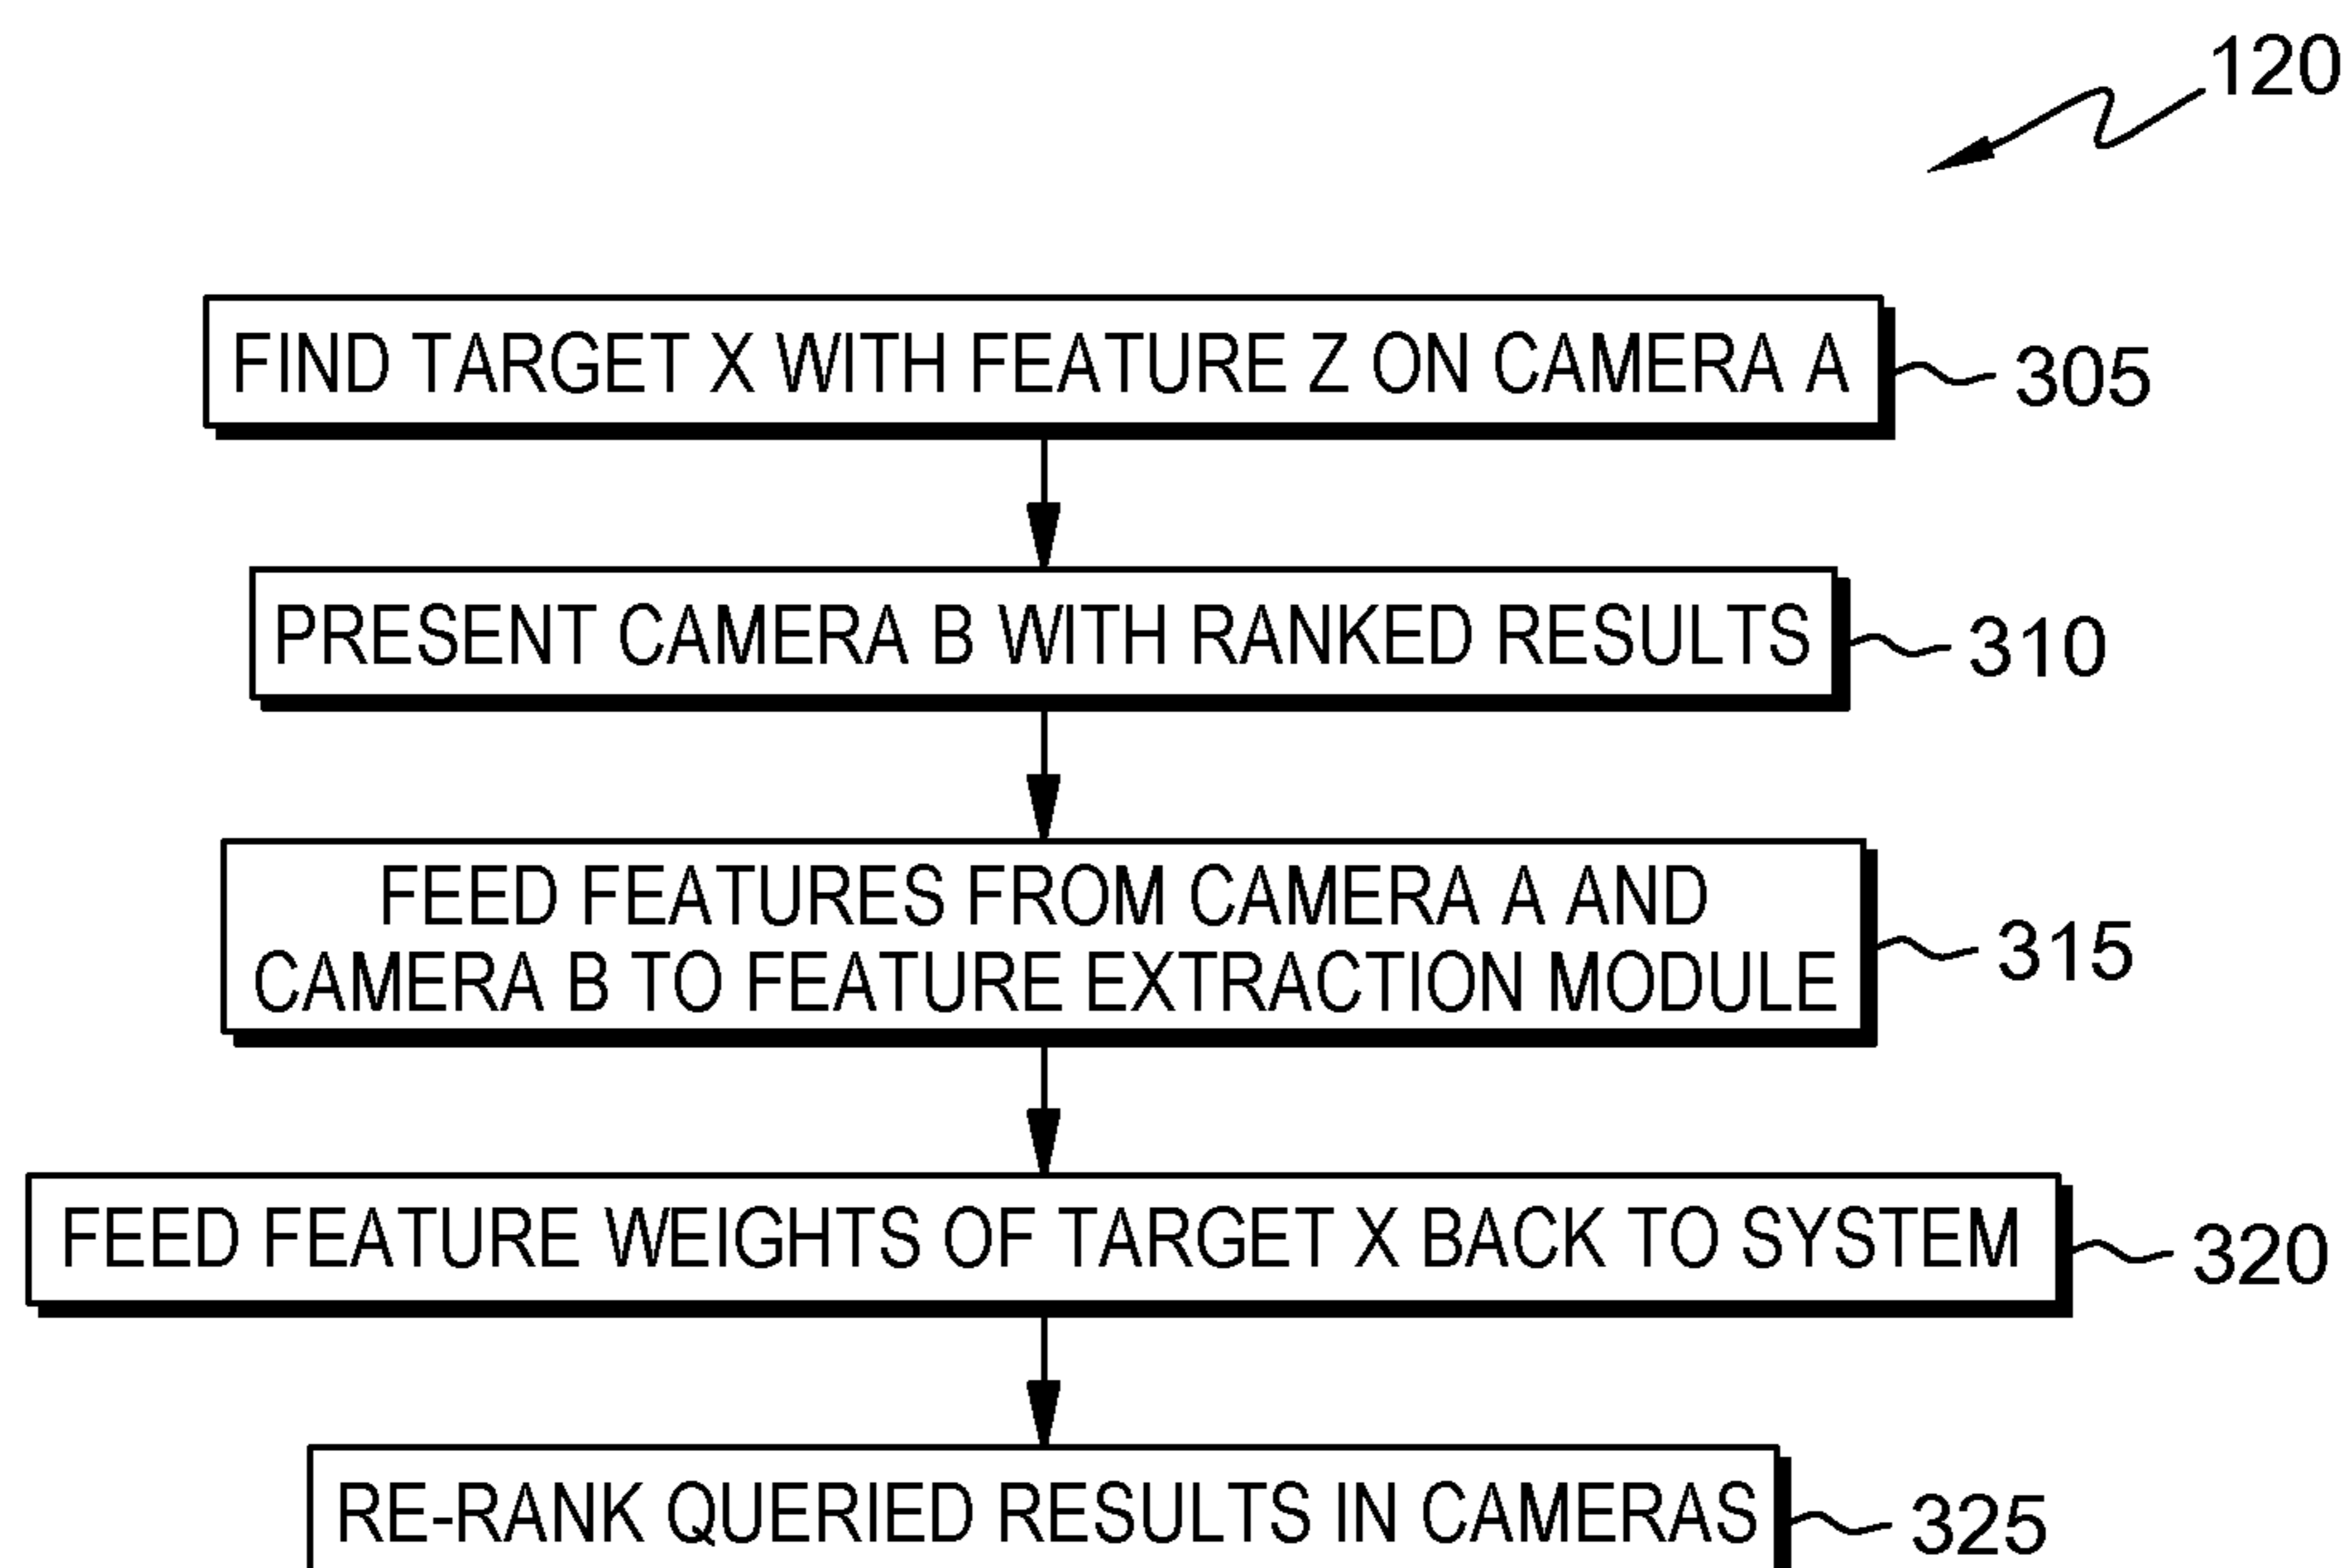 120
FIND TARGET X WITH FEATURE Z ON CAMERA A
305
PRESENT CAMERA B WITH RANKED RESULTS
310
FEED FEATURES FROM CAMERA A AND
CAMERA B TO FEATURE EXTRACTION MODULE
315
FEED FEATURE WEIGHTS OF TARGET X BACK TO SYSTEM
320
RE-RANK QUERIED RESULTS IN CAMERAS
325